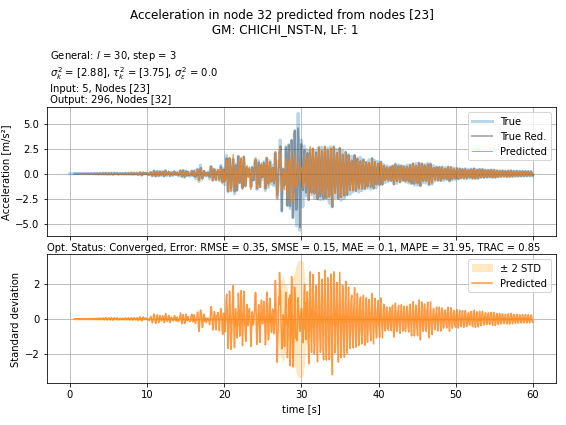 Acceleration in node 32 predicted from nodes [23]
GM: CHICHI_NST-N, LF: 1
General: l = 30, step = 3
σ²ₖ = [2.88], τ²ₖ = [3.75], σ²ε = 0.0
Input: 5, Nodes [23]
Output: 296, Nodes [32]
Acceleration [m/s²]
5.0
2.5
0.0
−2.5
−5.0
True
True Red.
Predicted
Opt. Status: Converged, Error: RMSE = 0.35, SMSE = 0.15, MAE = 0.1, MAPE = 31.95, TRAC = 0.85
Standard deviation
2
0
−2
± 2 STD
Predicted
0 10 20 30 40 50 60
time [s]